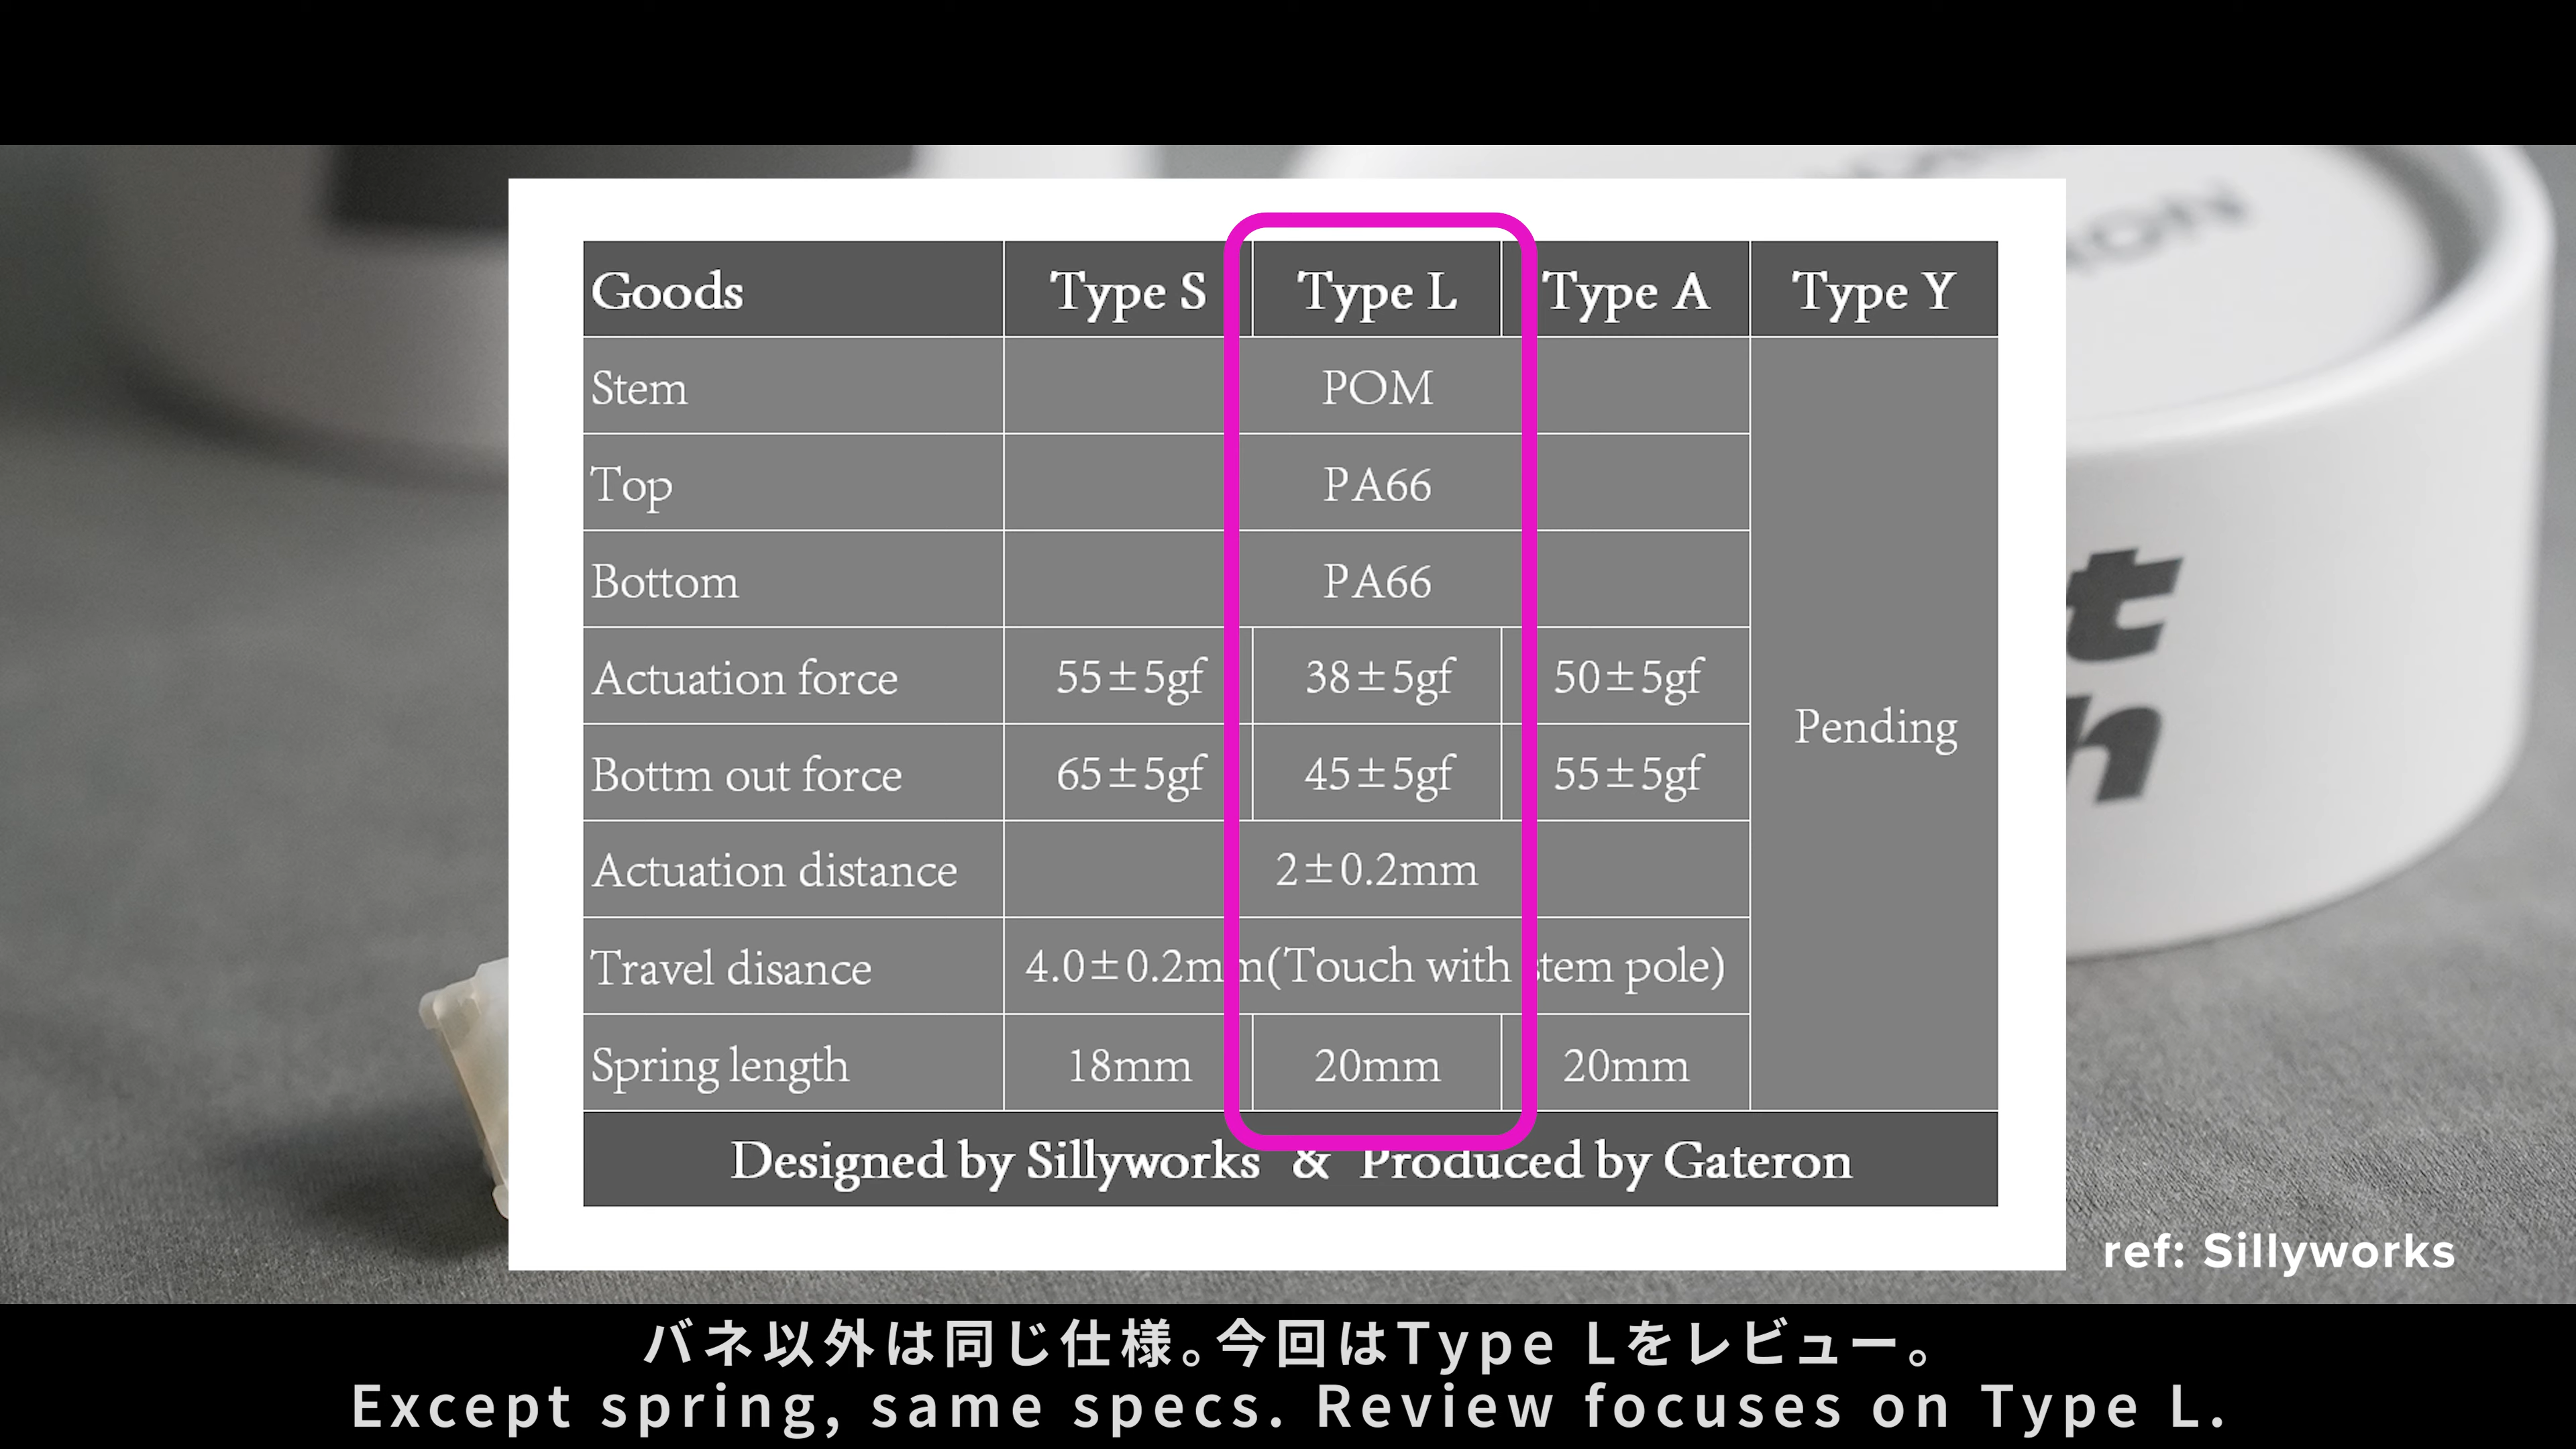 Goods Type S Type L Type A Type Y
Stem POM
Top PA66
Bottom PA66
Actuation force 55±5gf 38±5gf 50±5gf
Bottm out force 65±5gf 45±5gf 55±5gf
Pending
Actuation distance 2±0.2mm
Travel disance 4.0±0.2mm(Touch with stem pole)
Spring length 18mm 20mm 20mm
Designed by Sillyworks & Produced by Gateron
t
h
ref: Sillyworks
バネ以外は同じ仕様。今回はType Lをレビュー。
Except spring, same specs. Review focuses on Type L.